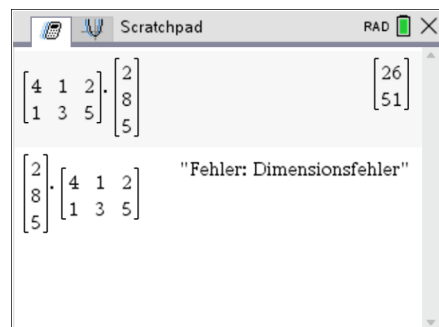 Scratchpad RAD
[4 1 2; 1 3 5]·[2; 8; 5] [26; 51]
[2; 8; 5]·[4 1 2; 1 3 5] "Fehler: Dimensionsfehler"